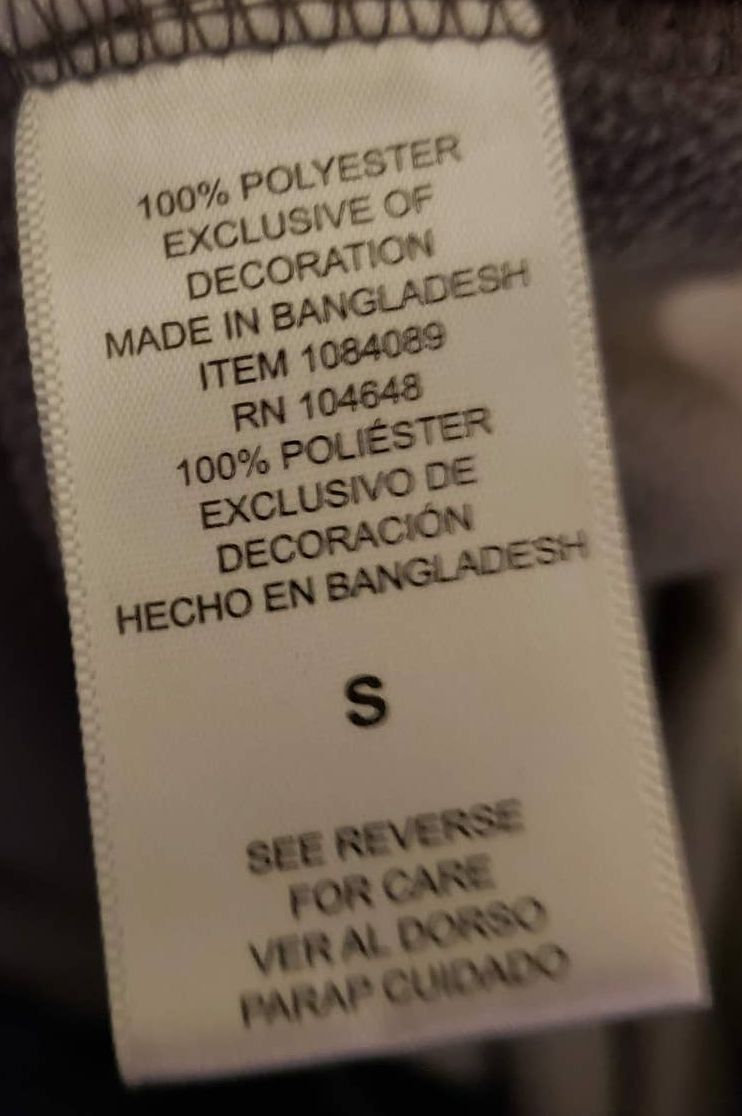 100% POLYESTER
EXCLUSIVE OF
DECORATION
MADE IN BANGLADESH
ITEM 1084089
RN 104648
100% POLIÉSTER
EXCLUSIVO DE
DECORACIÓN
HECHO EN BANGLADESH
S
SEE REVERSE
FOR CARE
VER AL DORSO
PARAP CUIDADO